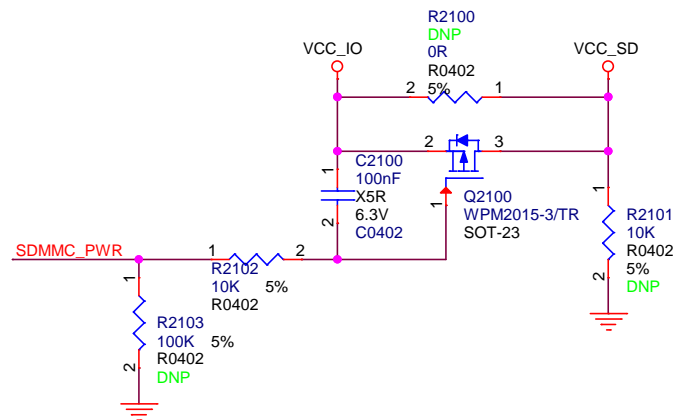 R2100
DNP
0R
R0402
5%
VCC_IO
VCC_SD
2
1
2
3
1
C2100
100nF
X5R
6.3V
C0402
1
2
Q2100
WPM2015-3/TR
SOT-23
1
R2101
10K
R0402
5%
DNP
2
SDMMC_PWR
1
2
R2102
10K 5%
R0402
1
R2103
100K 5%
R0402
DNP
2